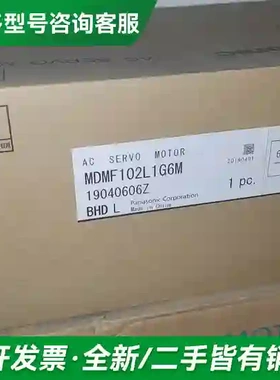 型号咨询客服
AC SERVO MOTOR
20190401
MDMF102L1G6M
19040606Z
1 pc.
BHD L
Panasonic Corporation
Made in China
开发票·全新/二手皆有销